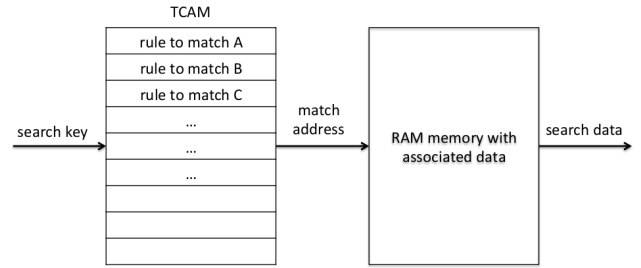 TCAM
rule to match A
rule to match B
rule to match C
...
...
...
search key
match
address
RAM memory with
associated data
search data